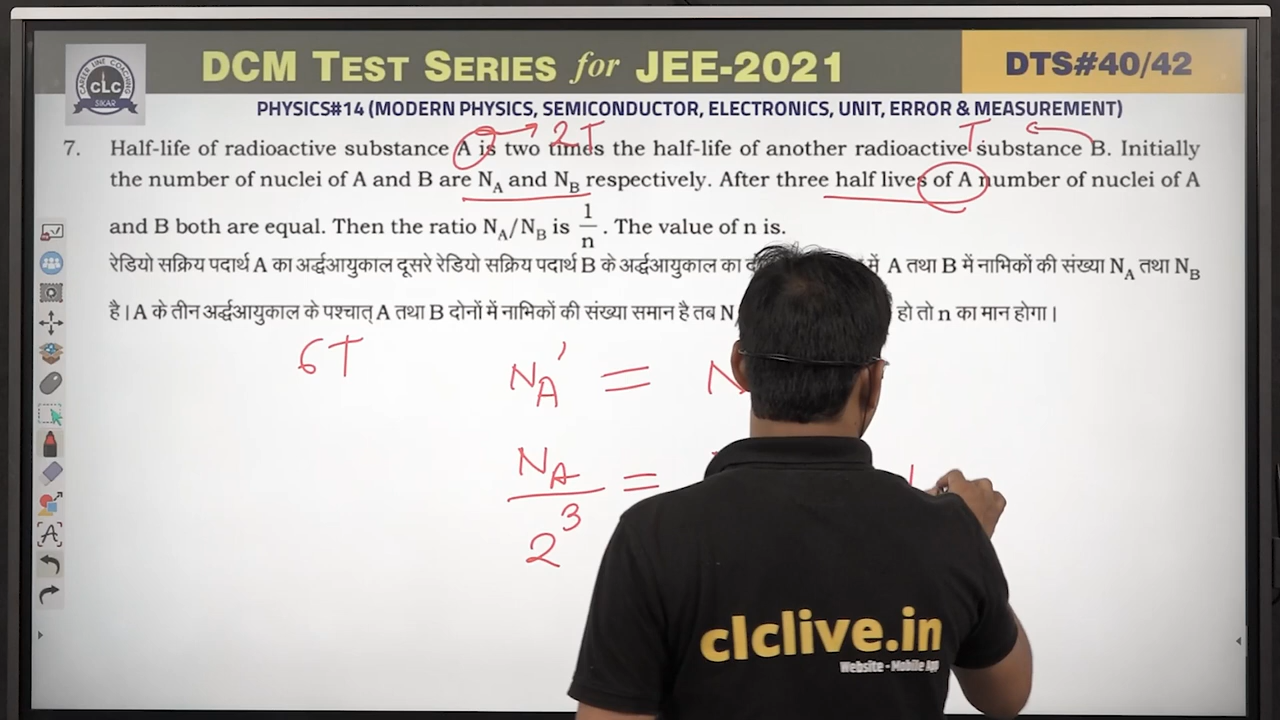 CAREER LINE COACHING
CLC
SIKAR
DCM TEST SERIES for JEE-2021
DTS#40/42
PHYSICS#14 (MODERN PHYSICS, SEMICONDUCTOR, ELECTRONICS, UNIT, ERROR & MEASUREMENT)
2T T
7. Half-life of radioactive substance A is two times the half-life of another radioactive substance B. Initially
the number of nuclei of A and B are N_A and N_B respectively. After three half lives of A number of nuclei of A
and B both are equal. Then the ratio N_A/N_B is 1/n. The value of n is.
रेडियो सक्रिय पदार्थ A का अर्द्धआयुकाल दूसरे रेडियो सक्रिय पदार्थ B के अर्द्धआयुकाल का में A तथा B में नाभिकों की संख्या N_A तथा N_B
है। A के तीन अर्द्धआयुकाल के पश्चात् A तथा B दोनों में नाभिकों की संख्या समान है तब हो तो n का मान होगा।
6T
N_A' = N
N_A/2^3 =
clclive.in
Website - Mobile App